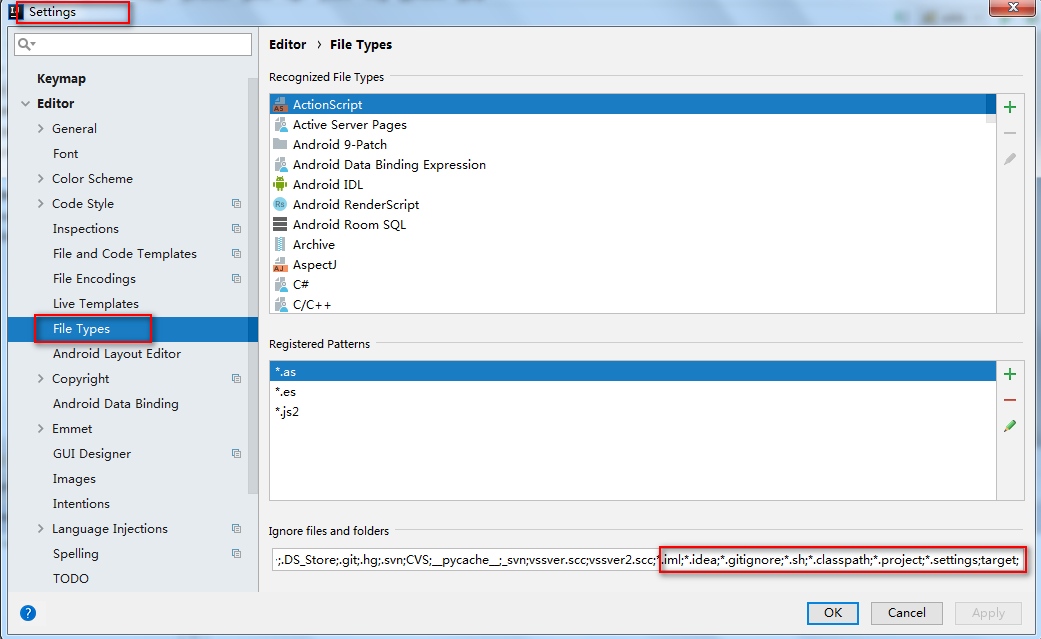 Settings
Editor › File Types
Keymap
Editor
General
Font
Color Scheme
Code Style
Inspections
File and Code Templates
File Encodings
Live Templates
File Types
Android Layout Editor
Copyright
Android Data Binding
Emmet
GUI Designer
Images
Intentions
Language Injections
Spelling
TODO
Recognized File Types
ActionScript
Active Server Pages
Android 9-Patch
Android Data Binding Expression
Android IDL
Android RenderScript
Android Room SQL
Archive
AspectJ
C#
C/C++
Registered Patterns
*.as
*.es
*.js2
Ignore files and folders
;.DS_Store;.git;.hg;.svn;CVS;__pycache__;_svn;vssver.scc;vssver2.scc;*.iml;*.idea;*.gitignore;*.sh;*.classpath;*.project;*.settings;target;
?
OK
Cancel
Apply